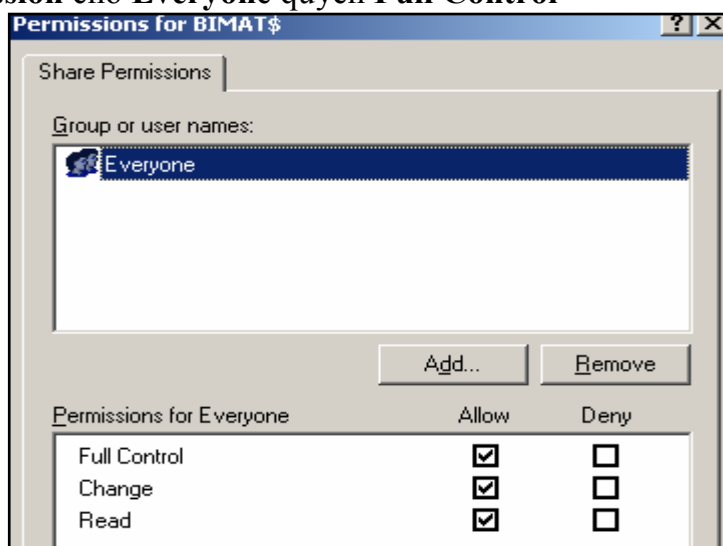 cho Everyone quyền Full Control
Permissions for BIMAT$
Share Permissions
Group or user names:
Everyone
Add... Remove
Permissions for Everyone Allow Deny
Full Control
Change
Read